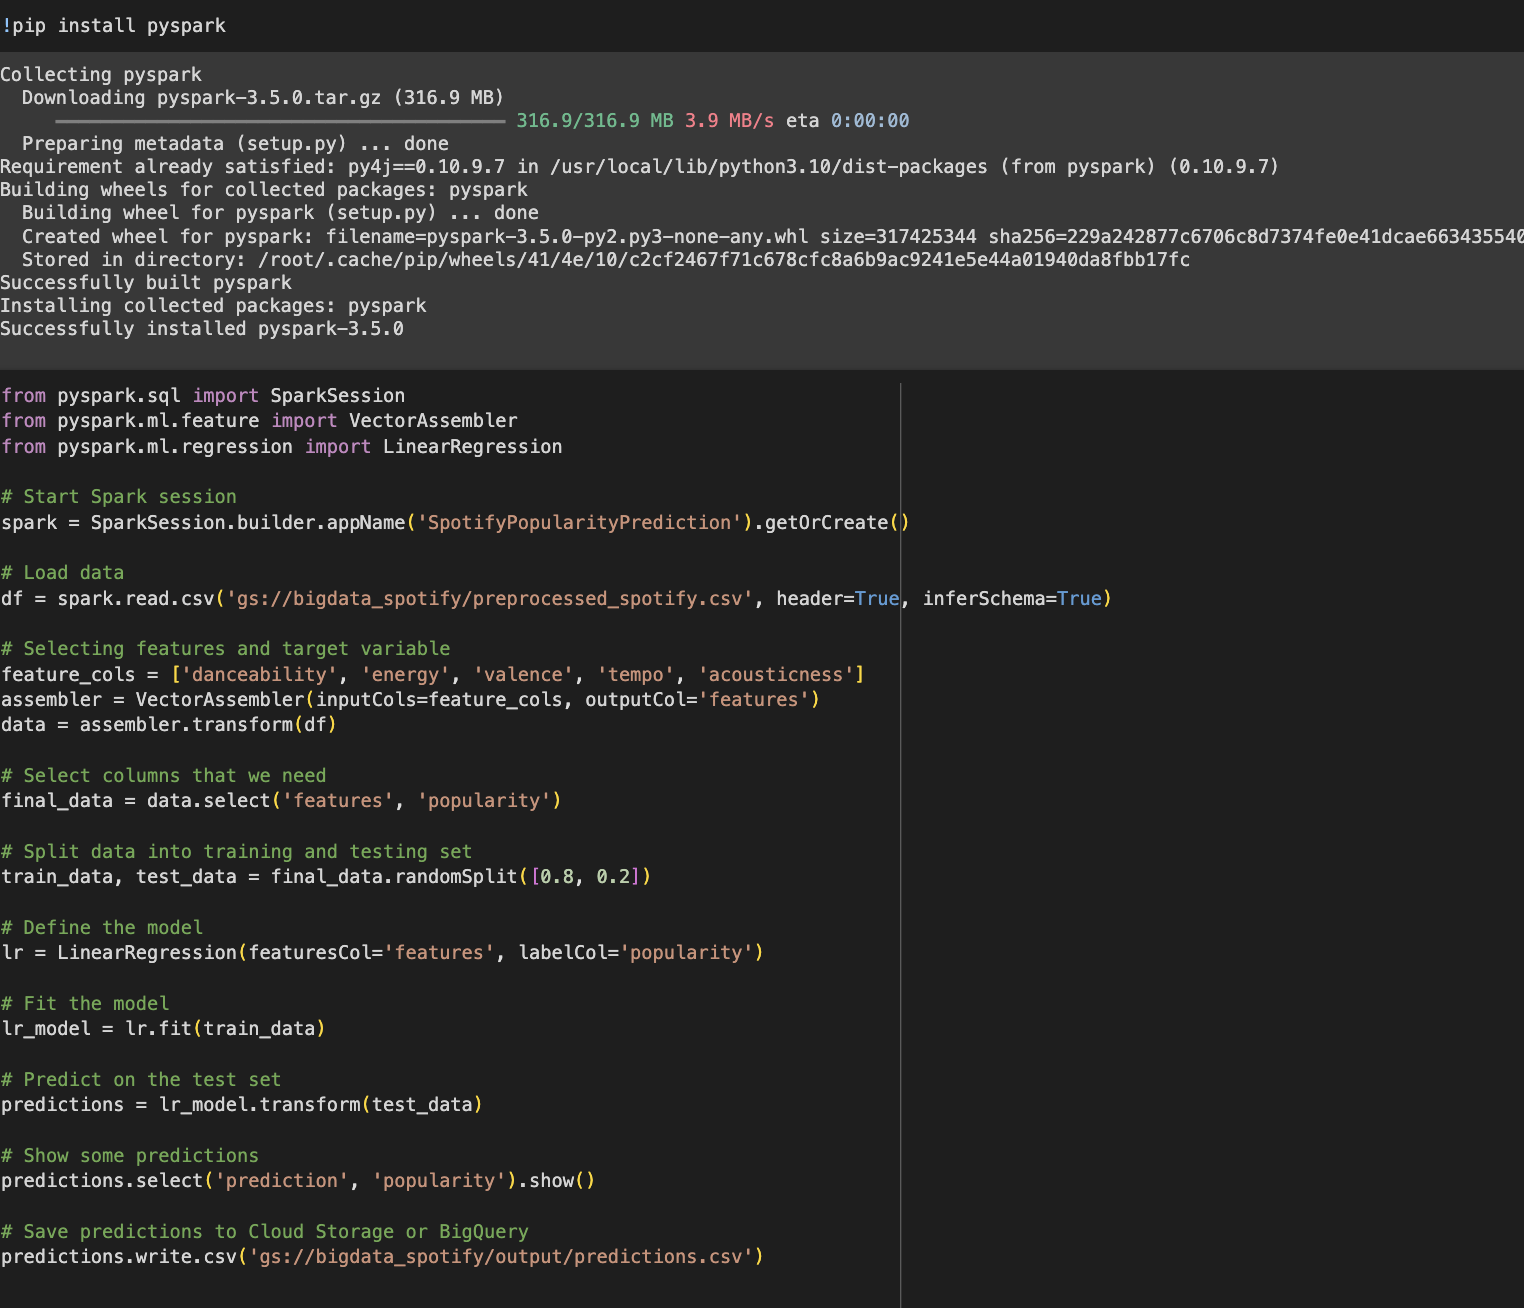 !pip install pyspark
Collecting pyspark
Downloading pyspark-3.5.0.tar.gz (316.9 MB)
316.9/316.9 MB 3.9 MB/s eta 0:00:00
Preparing metadata (setup.py) ... done
Requirement already satisfied: py4j==0.10.9.7 in /usr/local/lib/python3.10/dist-packages (from pyspark) (0.10.9.7)
Building wheels for collected packages: pyspark
Building wheel for pyspark (setup.py) ... done
Created wheel for pyspark: filename=pyspark-3.5.0-py2.py3-none-any.whl size=317425344 sha256=229a242877c6706c8d7374fe0e41dcae663435540
Stored in directory: /root/.cache/pip/wheels/41/4e/10/c2cf2467f71c678cfc8a6b9ac9241e5e44a01940da8fbb17fc
Successfully built pyspark
Installing collected packages: pyspark
Successfully installed pyspark-3.5.0
from pyspark.sql import SparkSession
from pyspark.ml.feature import VectorAssembler
from pyspark.ml.regression import LinearRegression
# Start Spark session
spark = SparkSession.builder.appName('SpotifyPopularityPrediction').getOrCreate()
# Load data
df = spark.read.csv('gs://bigdata_spotify/preprocessed_spotify.csv', header=True, inferSchema=True)
# Selecting features and target variable
feature_cols = ['danceability', 'energy', 'valence', 'tempo', 'acousticness']
assembler = VectorAssembler(inputCols=feature_cols, outputCol='features')
data = assembler.transform(df)
# Select columns that we need
final_data = data.select('features', 'popularity')
# Split data into training and testing set
train_data, test_data = final_data.randomSplit([0.8, 0.2])
# Define the model
lr = LinearRegression(featuresCol='features', labelCol='popularity')
# Fit the model
lr_model = lr.fit(train_data)
# Predict on the test set
predictions = lr_model.transform(test_data)
# Show some predictions
predictions.select('prediction', 'popularity').show()
# Save predictions to Cloud Storage or BigQuery
predictions.write.csv('gs://bigdata_spotify/output/predictions.csv')